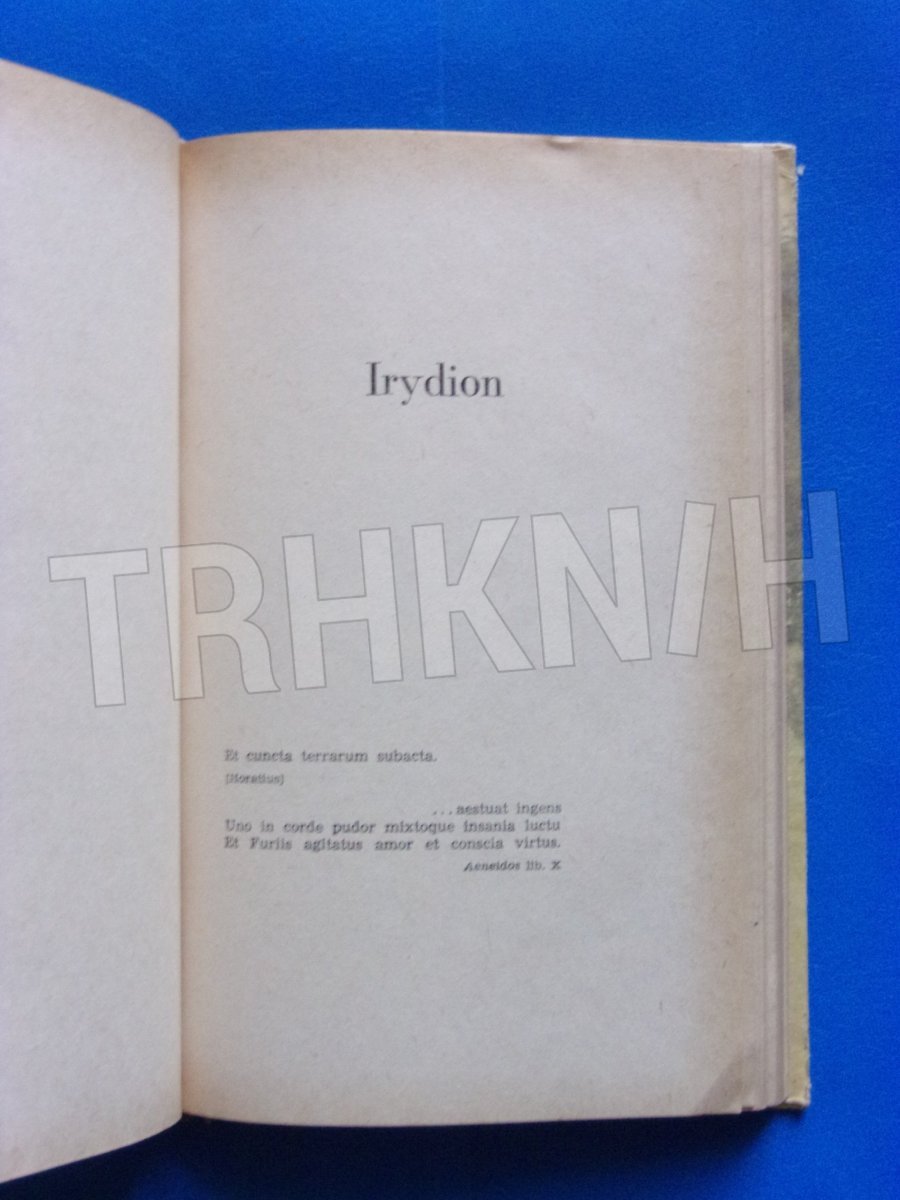 Irydion
TRHKN/H
Et cuncta terrarum subacta.
[Horatius]
...aestuat ingens
Uno in corde pudor mixtoque insania luctu
Et Furiis agitatus amor et conscia virtus.
Aeneidos lib. X